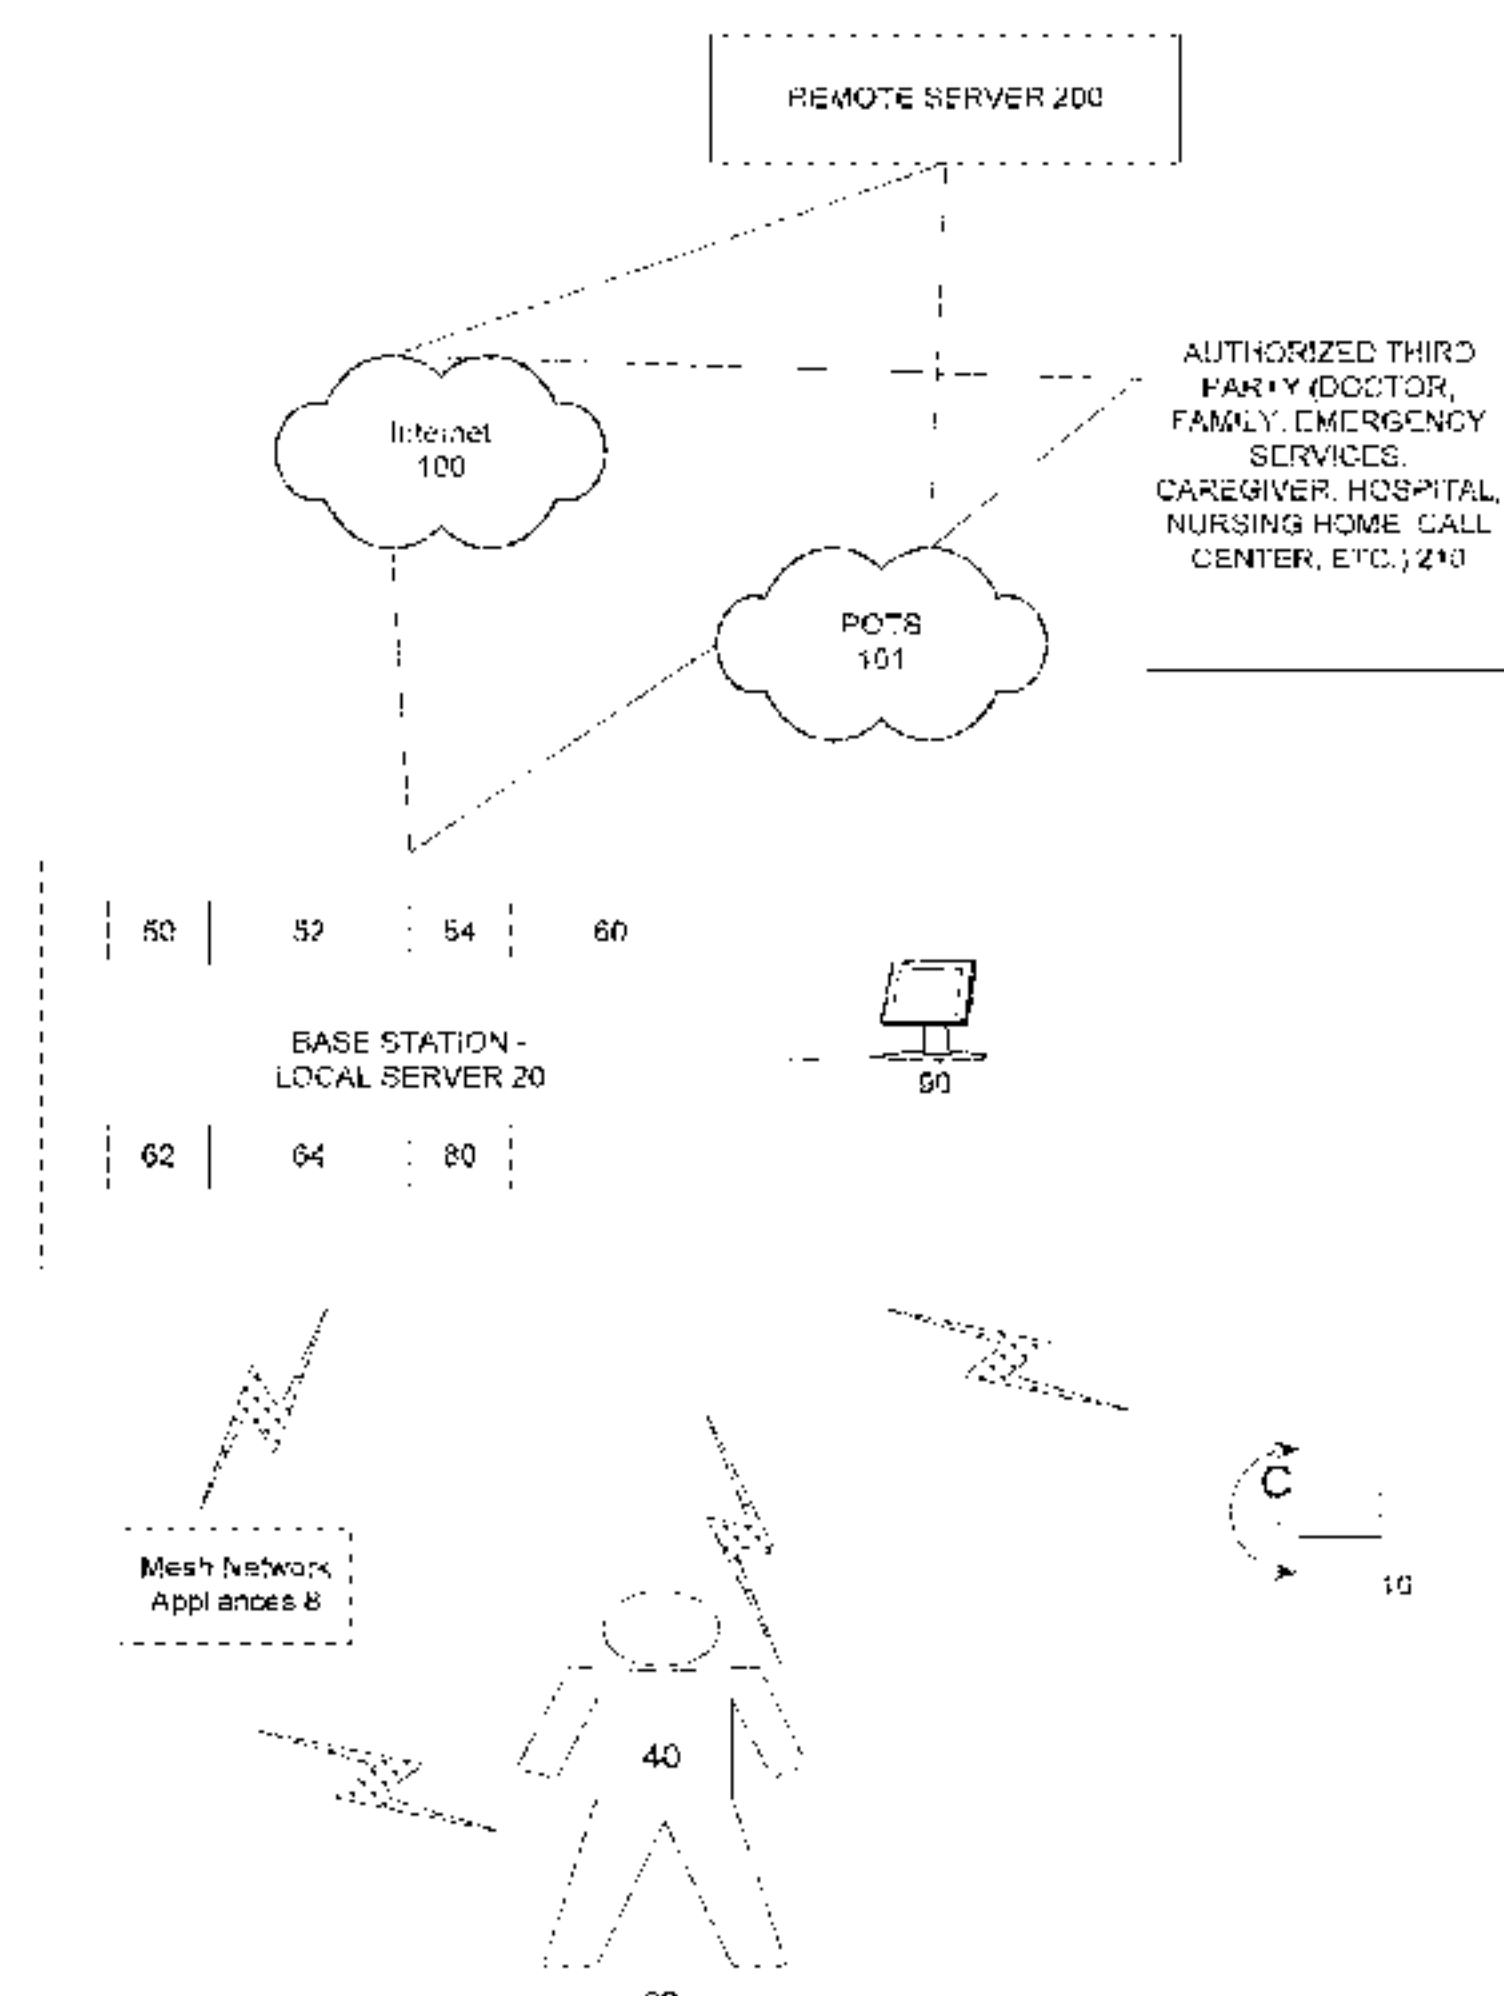 REMOTE SERVER 200
Internet
100
AUTHORIZED THIRD
PARTY (DOCTOR,
FAMILY, EMERGENCY
SERVICES,
CAREGIVER, HOSPITAL,
NURSING HOME, CALL
CENTER, ETC.) 210
POTS
101
50 52 54 60
BASE STATION -
LOCAL SERVER 20
90
62 64 80
C
10
Mesh Network
Appliances 8
40